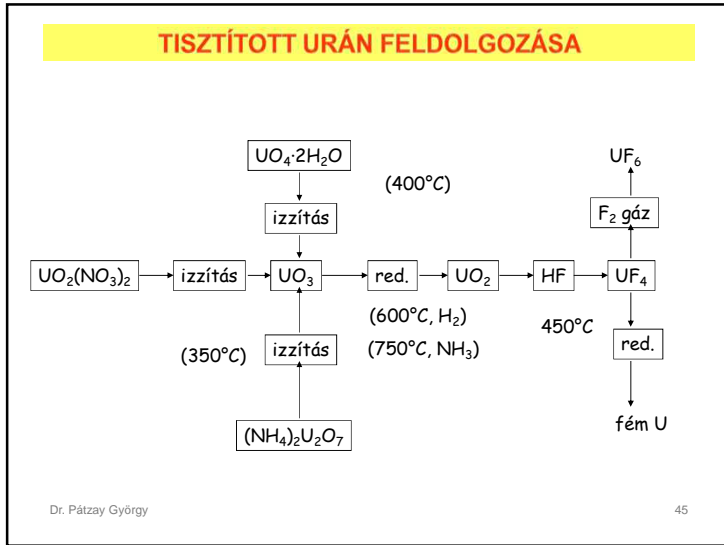 TISZTÍTOTT URÁN FELDOLGOZÁSA
UO₄·2H₂O
UF₆
(400°C)
izzítás
F₂ gáz
UO₂(NO₃)₂
izzítás
UO₃
red.
UO₂
HF
UF₄
(600°C, H₂)
450°C
(350°C)
izzítás
(750°C, NH₃)
red.
(NH₄)₂U₂O₇
fém U
Dr. Pátzay György
45